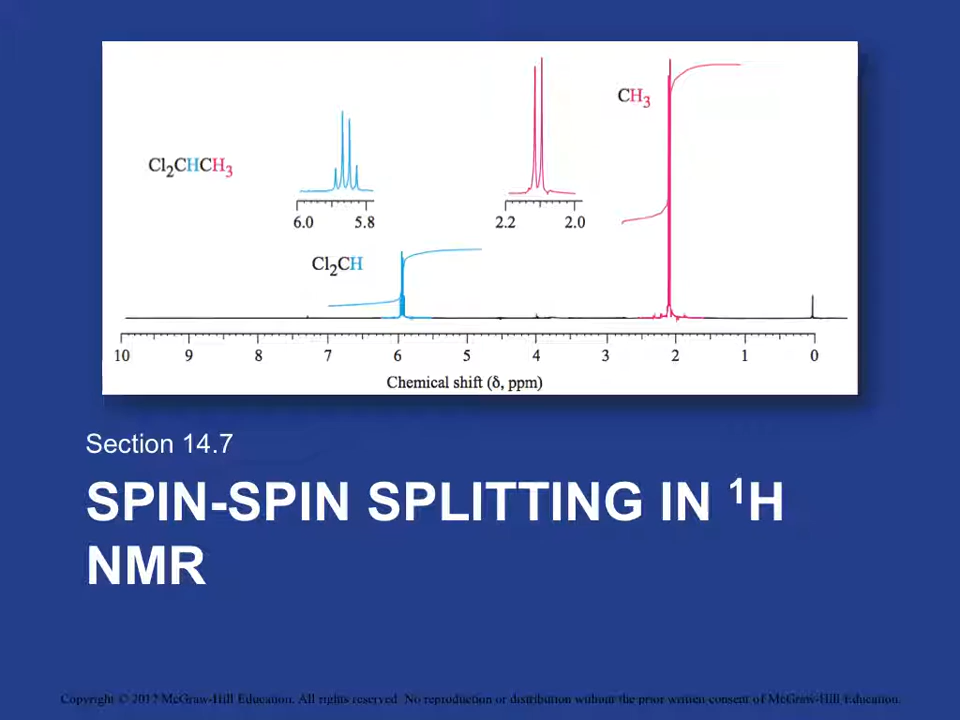 CH₃
Cl₂CHCH₃
6.0 5.8
2.2 2.0
Cl₂CH
10 9 8 7 6 5 4 3 2 1 0
Chemical shift (δ, ppm)
Section 14.7
SPIN-SPIN SPLITTING IN ¹H
NMR
Copyright © 2017 McGraw-Hill Education. All rights reserved. No reproduction or distribution without the prior written consent of McGraw-Hill Education.